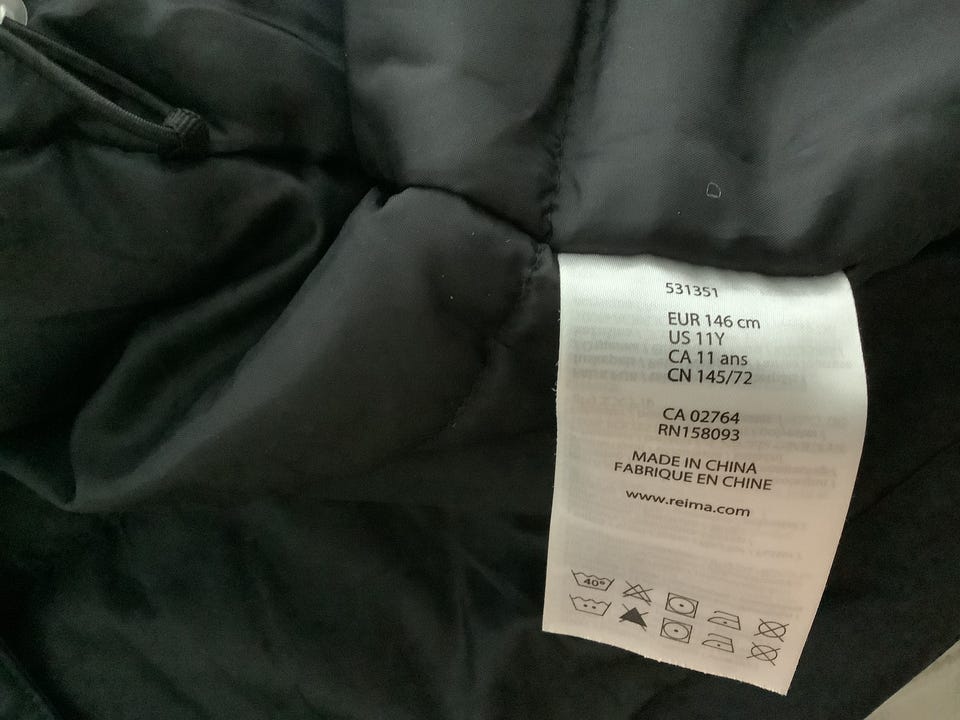 531351
EUR 146 cm
US 11Y
CA 11 ans
CN 145/72
CA 02764
RN158093
MADE IN CHINA
FABRIQUE EN CHINE
www.reima.com
40°